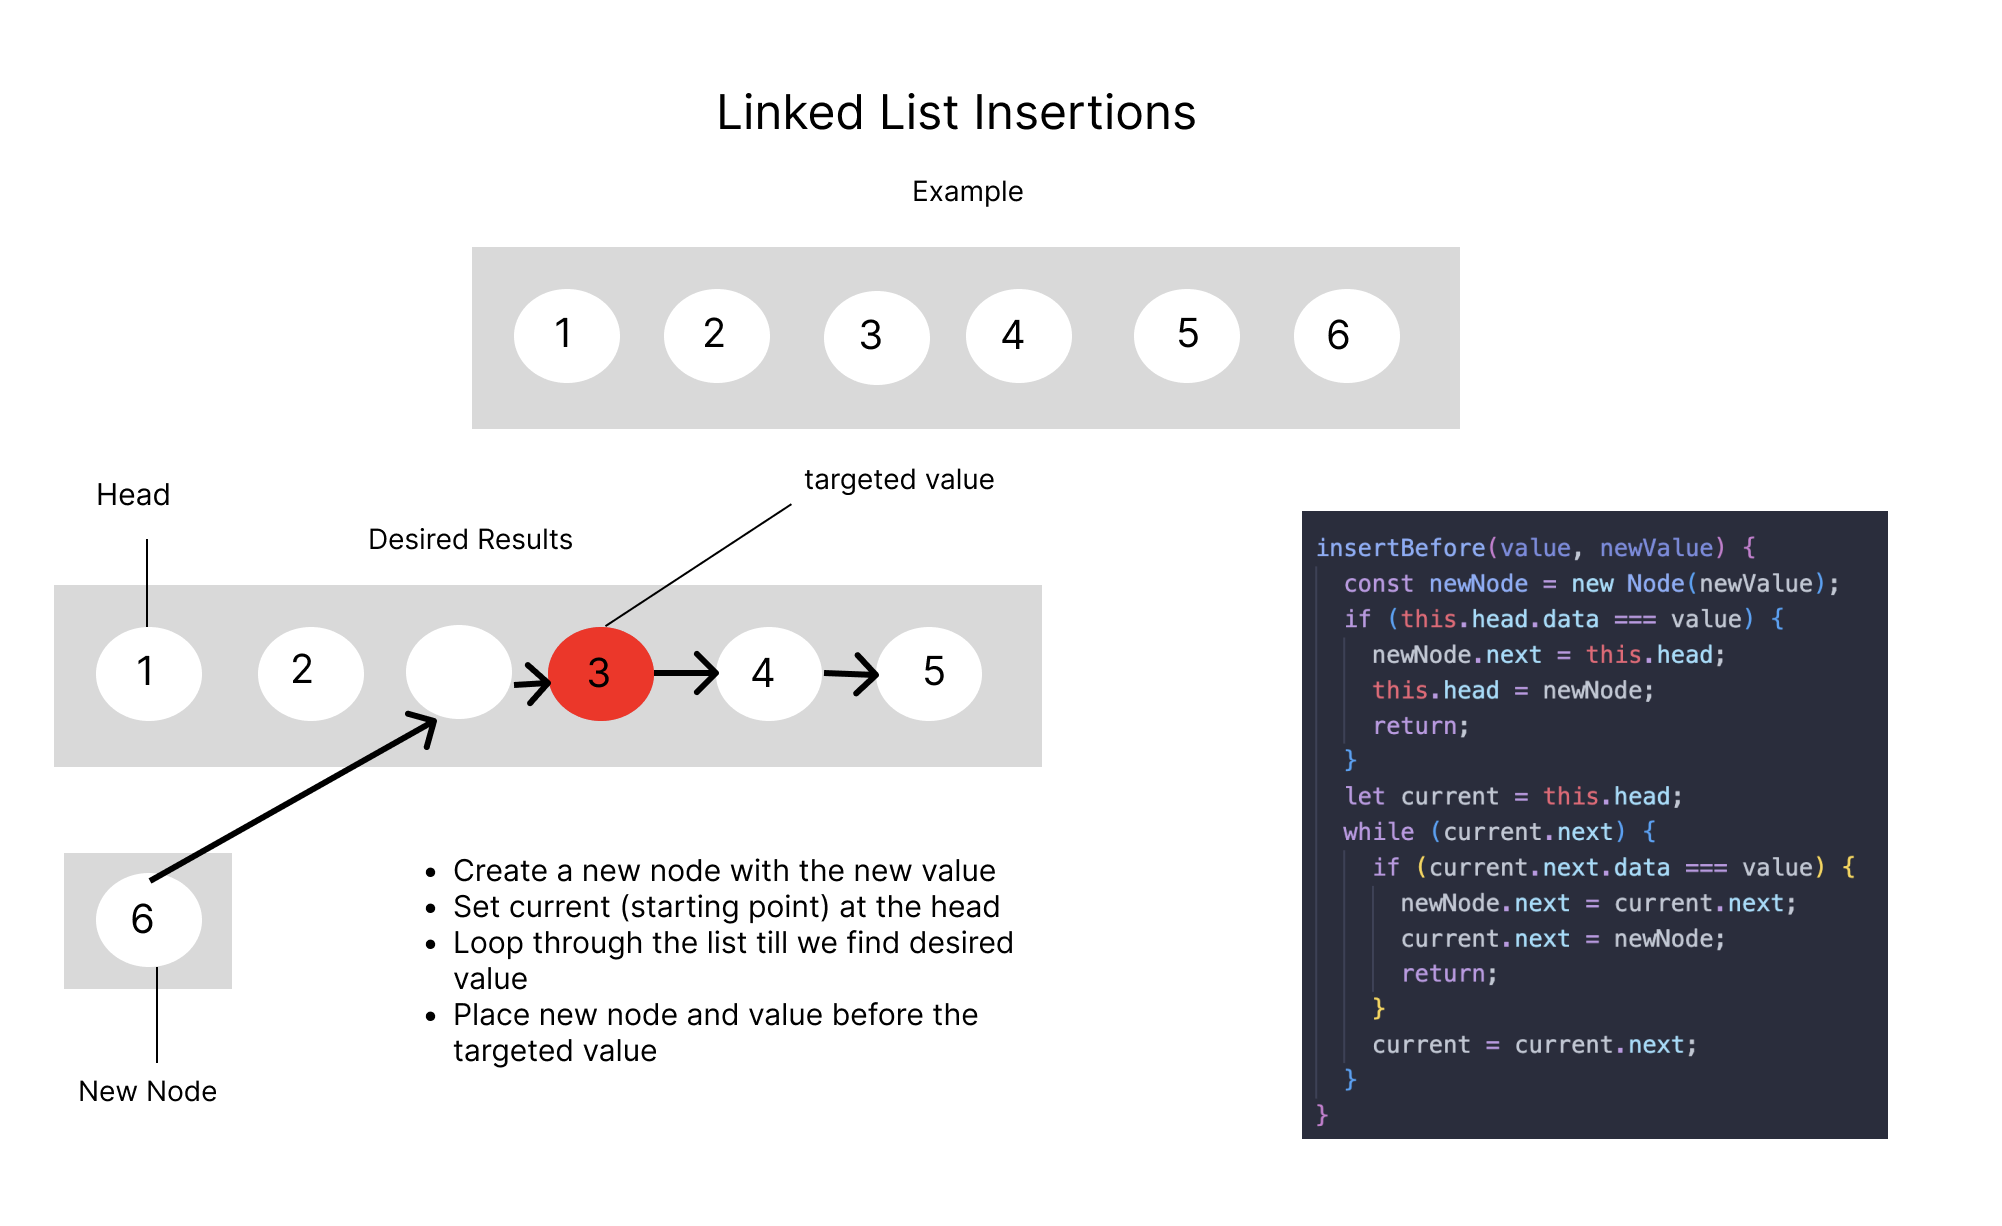 Linked List Insertions
Example
1 2 3 4 5 6
Head
targeted value
Desired Results
1 2 3 4 5
6
New Node
• Create a new node with the new value
• Set current (starting point) at the head
• Loop through the list till we find desired
value
• Place new node and value before the
targeted value
insertBefore(value, newValue) {
  const newNode = new Node(newValue);
  if (this.head.data === value) {
    newNode.next = this.head;
    this.head = newNode;
    return;
  }
  let current = this.head;
  while (current.next) {
    if (current.next.data === value) {
      newNode.next = current.next;
      current.next = newNode;
      return;
    }
    current = current.next;
  }
}